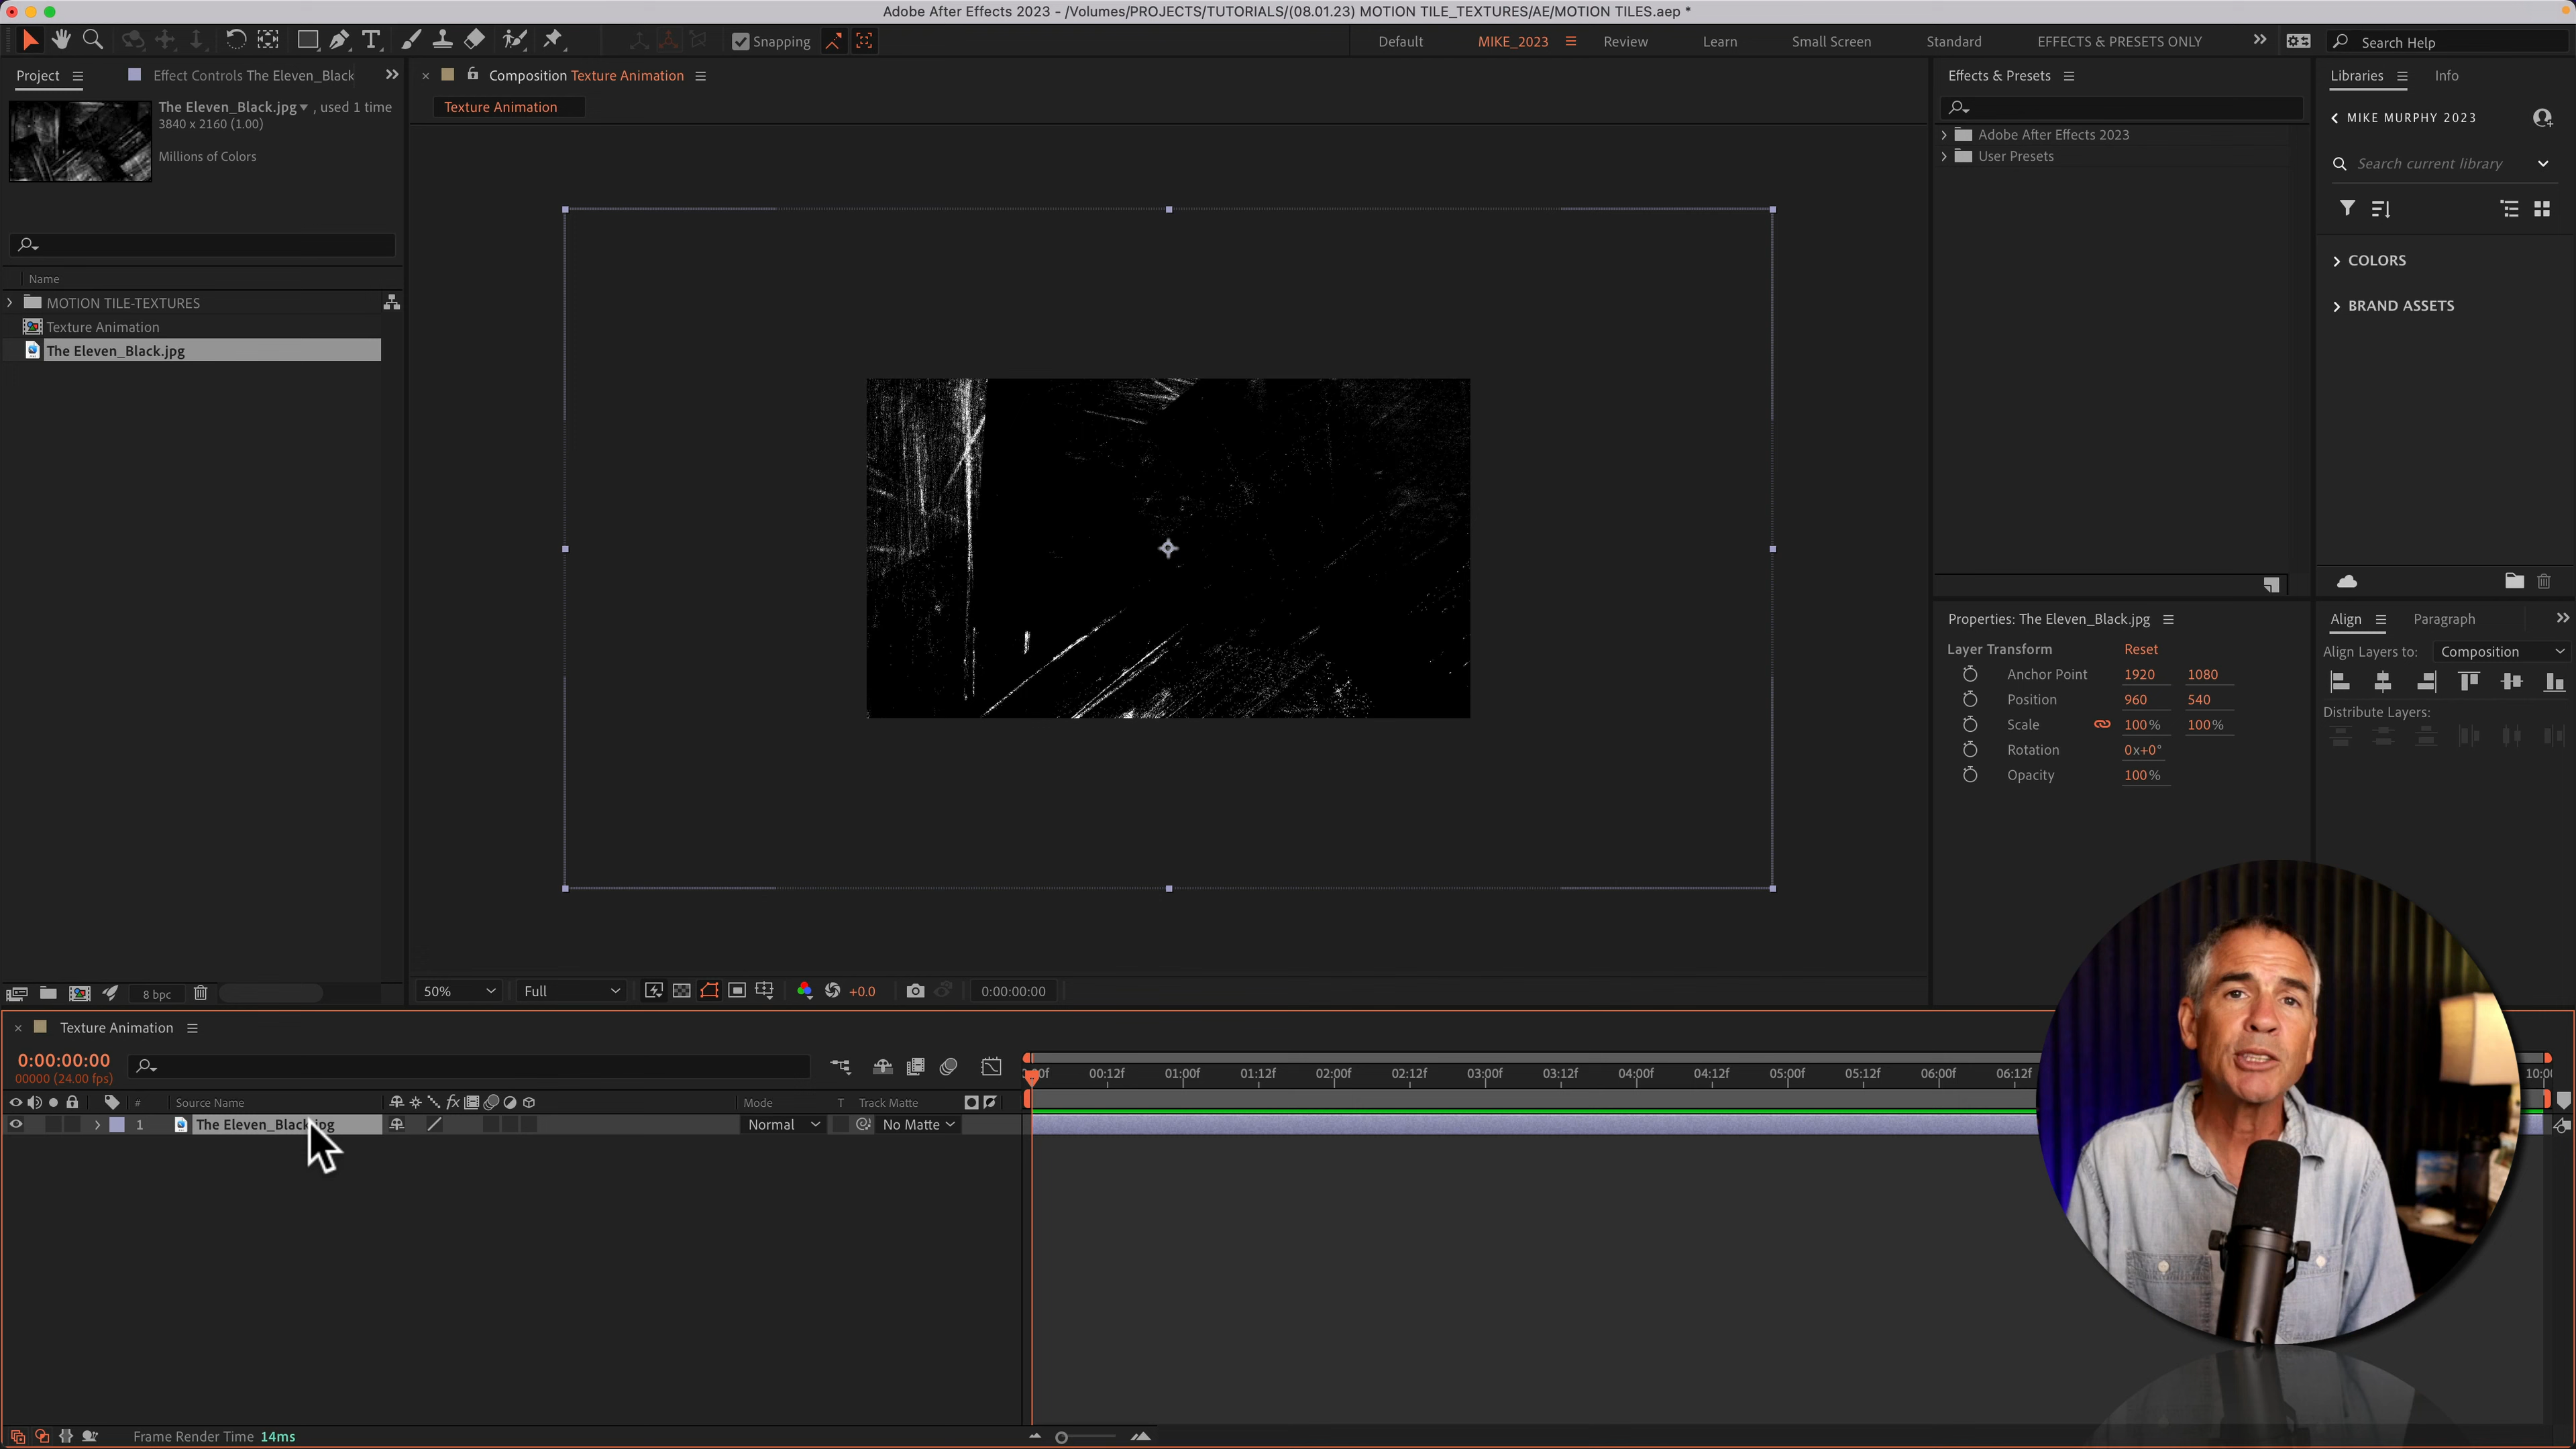 Adobe After Effects 2023 - /Volumes/PROJECTS/TUTORIALS/(08.01.23) MOTION TILE_TEXTURES/AE/MOTION TILES.aep *
Snapping
Default
MIKE_2023
Review
Learn
Small Screen
Standard
EFFECTS & PRESETS ONLY
Search Help
Project
Effect Controls The Eleven_Black
The Eleven_Black.jpg , used 1 time
3840 x 2160 (1.00)
Millions of Colors
Name
MOTION TILE-TEXTURES
Texture Animation
The Eleven_Black.jpg
8 bpc
Composition Texture Animation
Texture Animation
50%
Full
+0.0
0:00:00:00
Effects & Presets
Adobe After Effects 2023
User Presets
Properties: The Eleven_Black.jpg
Layer Transform Reset
Anchor Point 1920 1080
Position 960 540
Scale 100% 100%
Rotation 0x+0°
Opacity 100%
Libraries
Info
MIKE MURPHY 2023
Search current library
COLORS
BRAND ASSETS
Align
Paragraph
Align Layers to: Composition
Distribute Layers:
Texture Animation
0:00:00:00
00000 (24.00 fps)
00:12f 01:00f 01:12f 02:00f 02:12f 03:00f 03:12f 04:00f 04:12f 05:00f 05:12f 06:00f 06:12f
# Source Name fx Mode T Track Matte
1 The Eleven_Black.jpg Normal No Matte
Frame Render Time 14ms